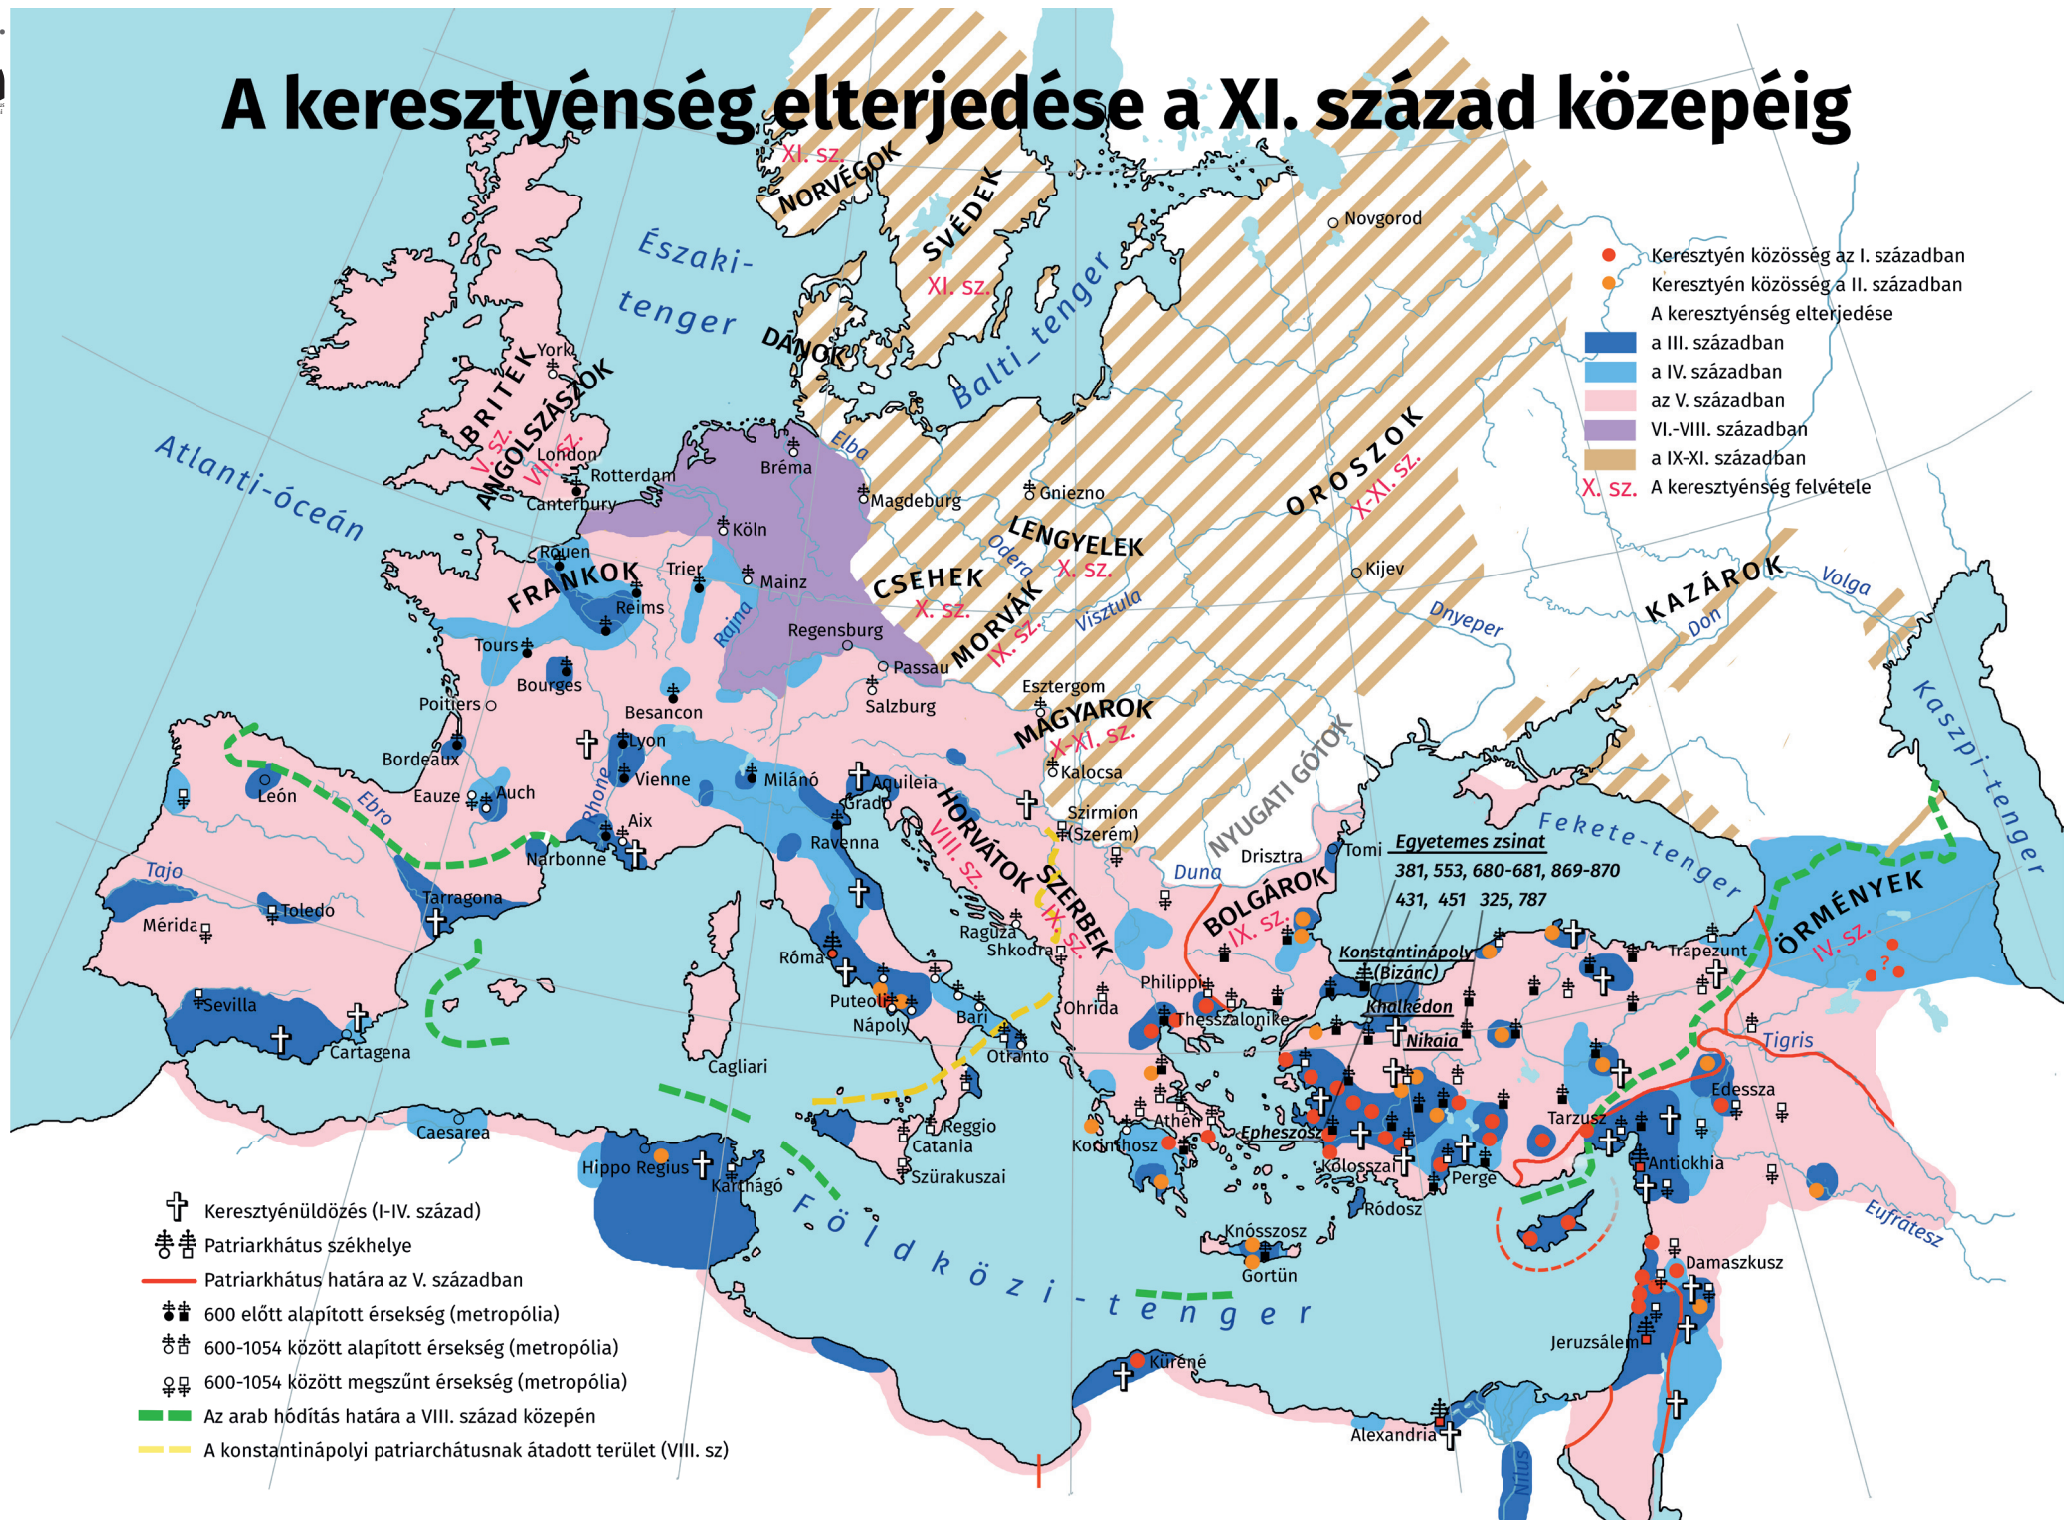 A keresztyénség elterjedése a XI. század közepéig
XI. sz.
NORVÉGOK
SVÉDEK
XI. sz.
Novgorod
Északi-
tenger
DÁNOK
Balti_tenger
Keresztyén közösség az I. században
Keresztyén közösség a II. században
A keresztyénség elterjedése
a III. században
a IV. században
az V. században
VI.-VIII. században
a IX-XI. században
X. sz. A keresztyénség felvétele
York
BRITEK
V. sz.
ANGOLSZÁSZOK
VII. sz.
London
Rotterdam
Canterbury
Atlanti-óceán
Bréma
Elba
Magdeburg
Gniezno
LENGYELEK
X. sz.
Odera
OROSZOK
X-XI. sz.
Köln
Rouen
FRANKOK
Trier
Mainz
Reims
Rajna
CSEHEK
X. sz.
MORVÁK
IX. sz.
Visztula
Kijev
Dnyeper
KAZÁROK
Don
Volga
Kaszpi-tenger
Tours
Bourges
Regensburg
Passau
Salzburg
Poitiers
Besancon
Esztergom
MAGYAROK
X-XI. sz.
Kalocsa
Bordeaux
Lyon
Vienne
Rhone
Milánó
Aquileia
Grado
Eauze
Auch
Aix
Narbonne
Ravenna
León
Ebro
HORVÁTOK
VIII. sz.
Szirmion
(Szerém)
SZERBEK
IX. sz.
NYUGATI GÓTOK
Duna
Drisztra
Tomi
BOLGÁROK
IX. sz.
Egyetemes zsinat
381, 553, 680-681, 869-870
431, 451 325, 787
Fekete-tenger
ÖRMÉNYEK
IV. sz.
?
Tajo
Tarragona
Toledo
Mérida
Sevilla
Cartagena
Róma
Raguza
Shkodra
Konstantinápoly
(Bizánc)
Trapezunt
Philippi
Puteoli
Nápoly
Bari
Otranto
Ohrida
Thesszalonike
Khalkédon
Nikaia
Tigris
Cagliari
Edessza
Caesarea
Reggio
Catania
Szürakuszai
Athén
Korinthosz
Epheszosz
Tarzusz
Hippo Regius
Karthágó
Kolosszai
Perge
Antiokhia
Ródosz
Eufrátesz
Knósszosz
Gortün
Damaszkusz
Földközi-tenger
Jeruzsálem
Küréné
Alexandria
Nílus
Keresztyénüldözés (I-IV. század)
Patriarkhátus székhelye
Patriarkhátus határa az V. században
600 előtt alapított érsekség (metropólia)
600-1054 között alapított érsekség (metropólia)
600-1054 között megszűnt érsekség (metropólia)
Az arab hódítás határa a VIII. század közepén
A konstantinápolyi patriarchátusnak átadott terület (VIII. sz)